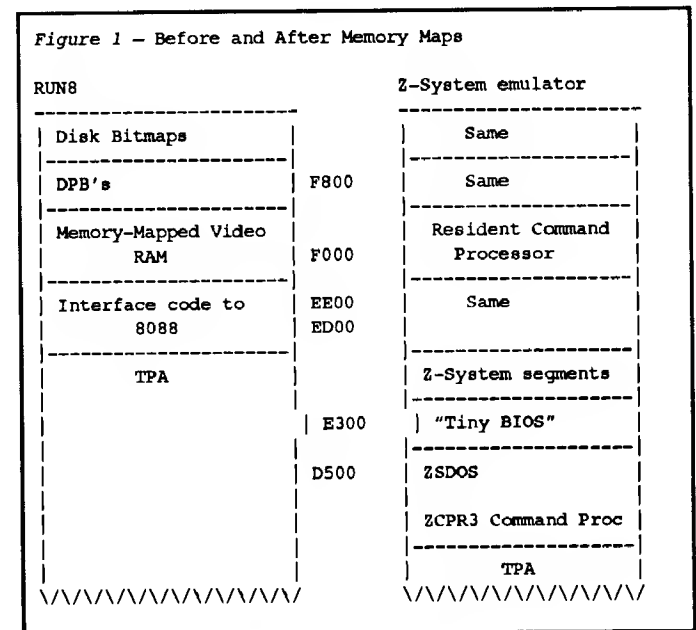 Figure 1 — Before and After Memory Maps
RUN8 Z-System emulator
Disk Bitmaps Same
DPB's F800 Same
Memory-Mapped Video Resident Command
RAM F000 Processor
Interface code to EE00 Same
8088 ED00
TPA Z-System segments
E300 "Tiny BIOS"
D500 ZSDOS
ZCPR3 Command Proc
TPA